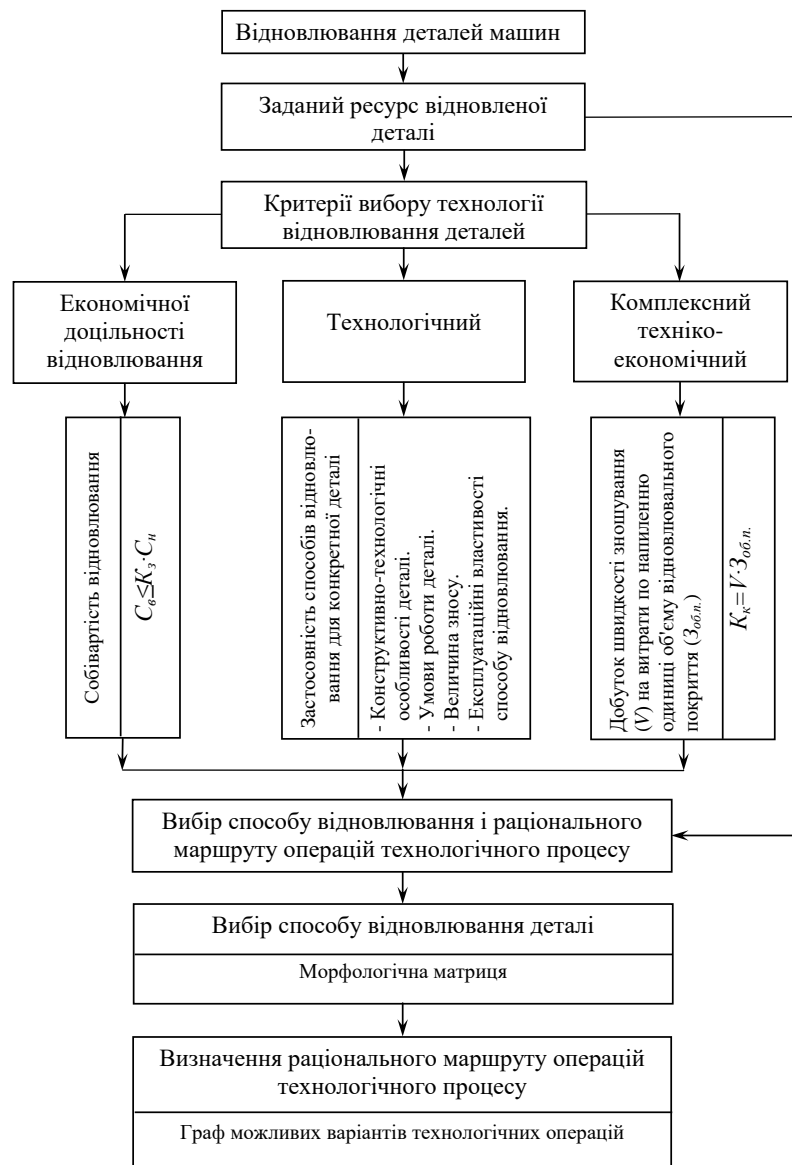 Відновлювання деталей машин
Заданий ресурс відновленої
деталі
Критерії вибору технології
відновлювання деталей
Економічної
доцільності
відновлювання
Технологічний
Комплексний
техніко-
економічний
Собівартість відновлювання
Cв≤Kз·Cн
Застосовність способів відновлю-
вання для конкретної деталі
- Конструктивно-технологічні
особливості деталі.
- Умови роботи деталі.
- Величина зносу.
- Експлуатаційні властивості
способу відновлювання.
Добуток швидкості зношування
(V) на витрати по напиленню
одиниці об'єму відновлювального
покриття (Зоб.п.)
Kк=V·Зоб.п.
Вибір способу відновлювання і раціонального
маршруту операцій технологічного процесу
Вибір способу відновлювання деталі
Морфологічна матриця
Визначення раціонального маршруту операцій
технологічного процесу
Граф можливих варіантів технологічних операцій